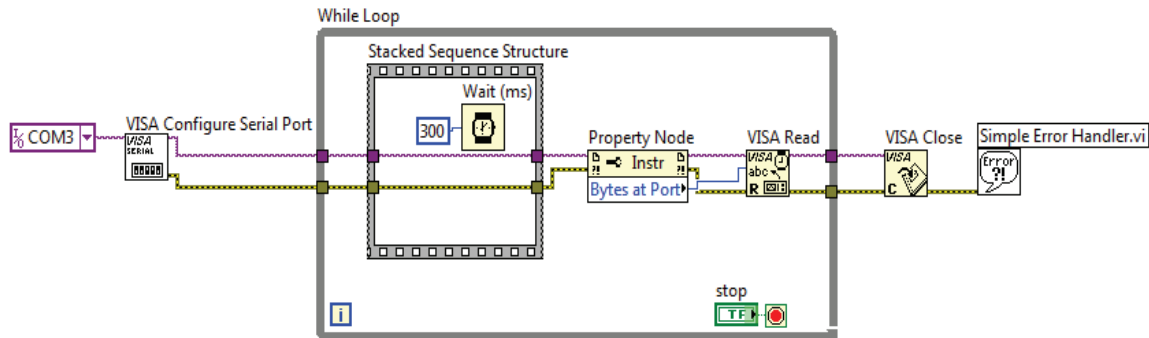 While Loop
Stacked Sequence Structure
Wait (ms)
300
I/O COM3
VISA Configure Serial Port
VISA
SERIAL
Property Node
Instr
Bytes at Port
VISA Read
VISA
abc
R
VISA Close
VISA
C
Simple Error Handler.vi
Error
?!
i
stop
TF